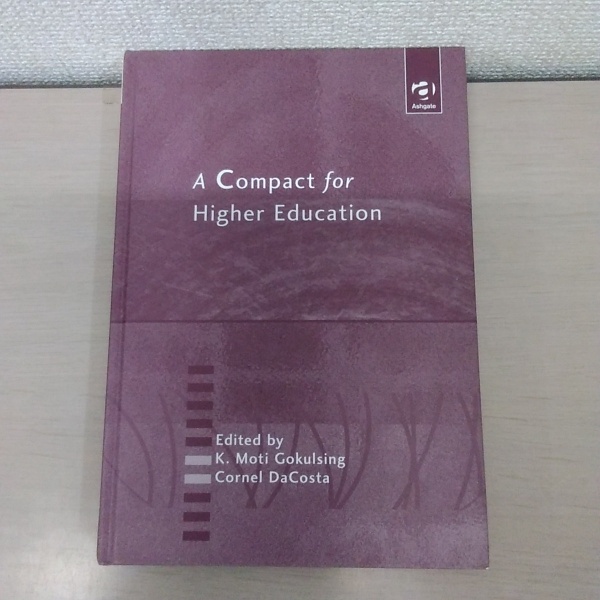 a
Ashgate
A Compact for
Higher Education
Edited by
K. Moti Gokulsing
Cornel DaCosta